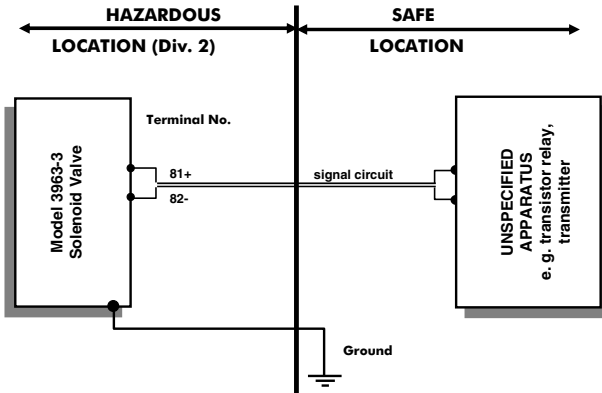 HAZARDOUS
LOCATION (Div. 2)
SAFE
LOCATION
Terminal No.
Model 3963-3
Solenoid Valve
81+
82-
signal circuit
UNSPECIFIED
APPARATUS
e. g. transistor relay,
transmitter
Ground